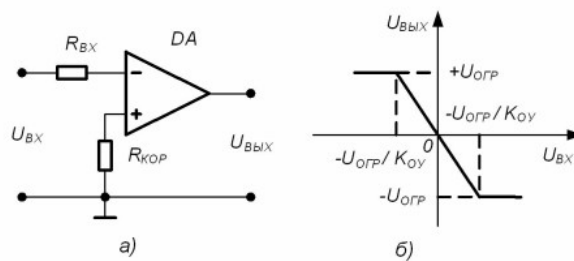 R_ВХ
DA
−
+
U_ВХ
R_КОР
U_ВЫХ
а)
U_ВЫХ
+U_ОГР
-U_ОГР / K_ОУ
0
U_ВХ
-U_ОГР / K_ОУ
-U_ОГР
б)